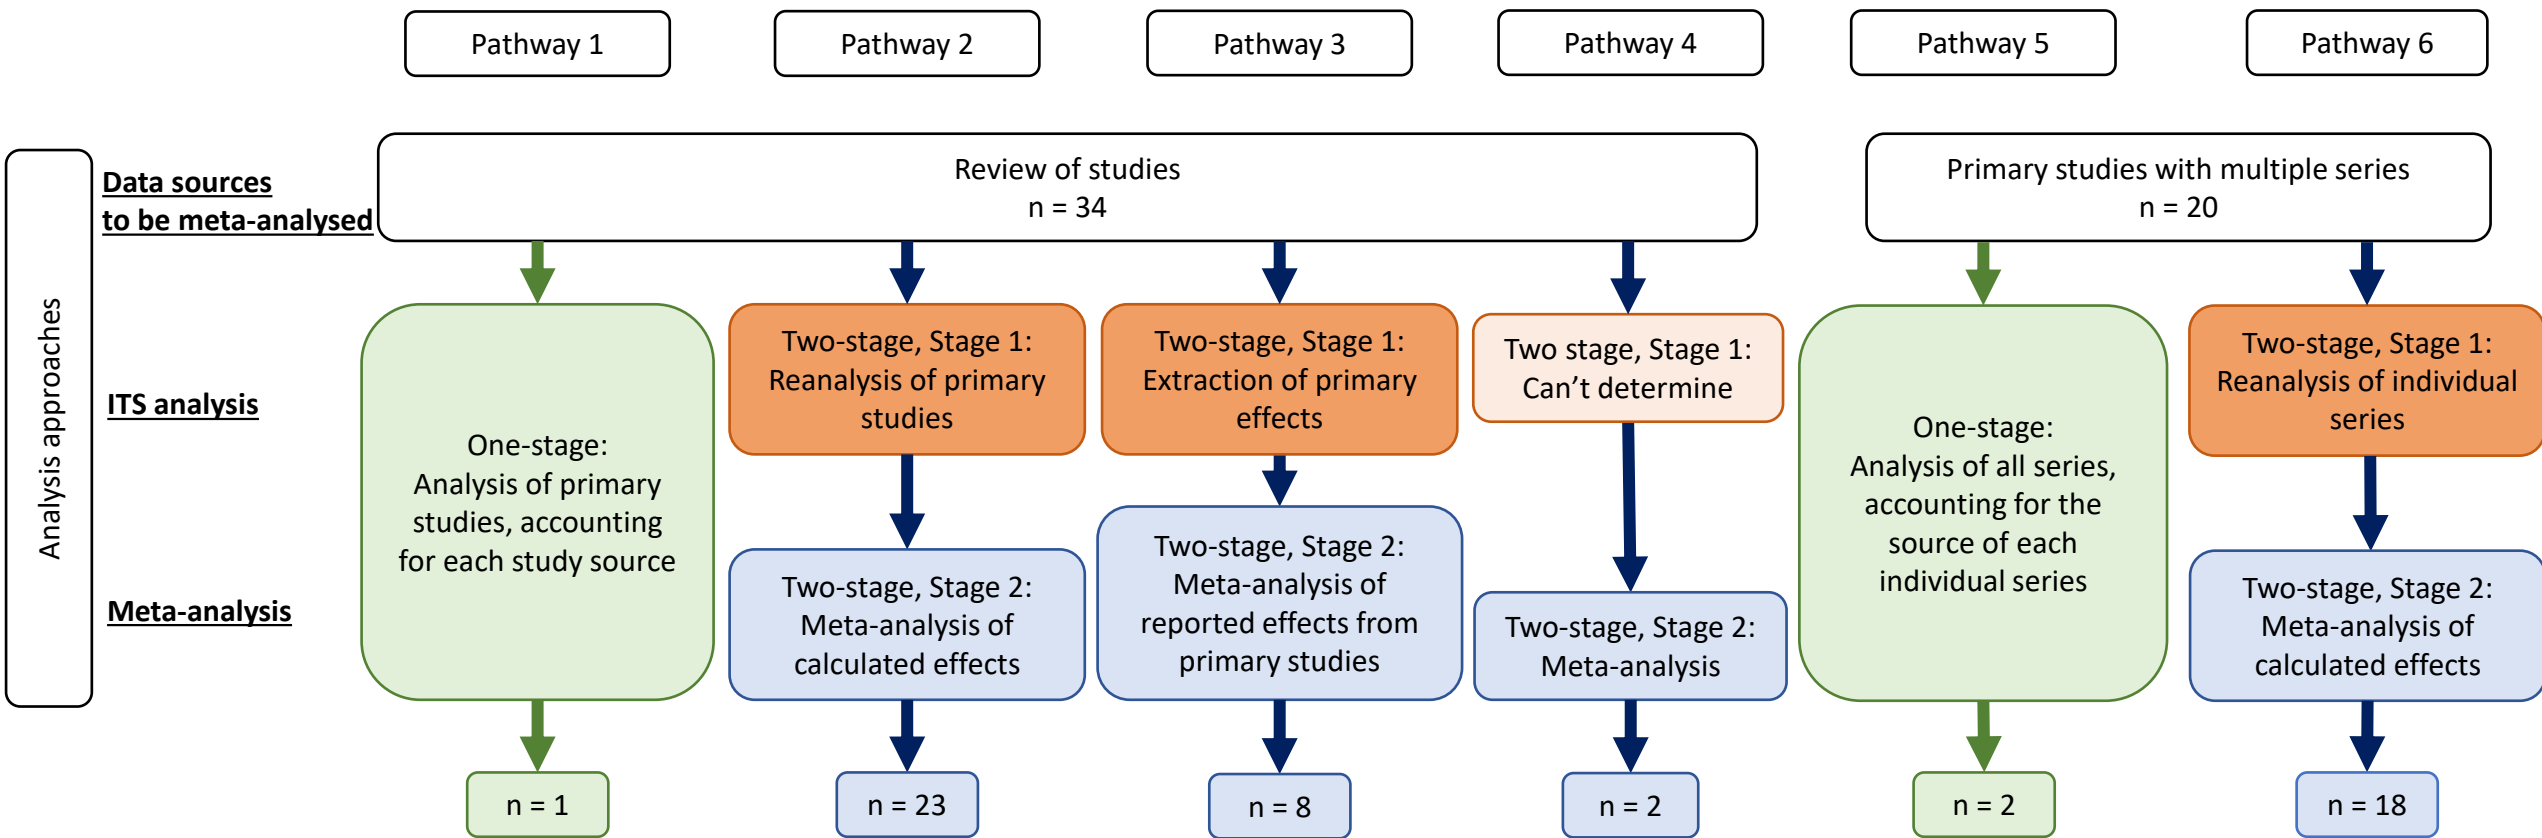 Pathway 1
Pathway 2
Pathway 3
Pathway 4
Pathway 5
Pathway 6
Analysis approaches
Data sources
to be meta-analysed
Review of studies
n = 34
Primary studies with multiple series
n = 20
ITS analysis
Meta-analysis
One-stage:
Analysis of primary
studies, accounting
for each study source
Two-stage, Stage 1:
Reanalysis of primary
studies
Two-stage, Stage 2:
Meta-analysis of
calculated effects
Two-stage, Stage 1:
Extraction of primary
effects
Two-stage, Stage 2:
Meta-analysis of
reported effects from
primary studies
Two stage, Stage 1:
Can’t determine
Two-stage, Stage 2:
Meta-analysis
One-stage:
Analysis of all series,
accounting for the
source of each
individual series
Two-stage, Stage 1:
Reanalysis of individual
series
Two-stage, Stage 2:
Meta-analysis of
calculated effects
n = 1
n = 23
n = 8
n = 2
n = 2
n = 18